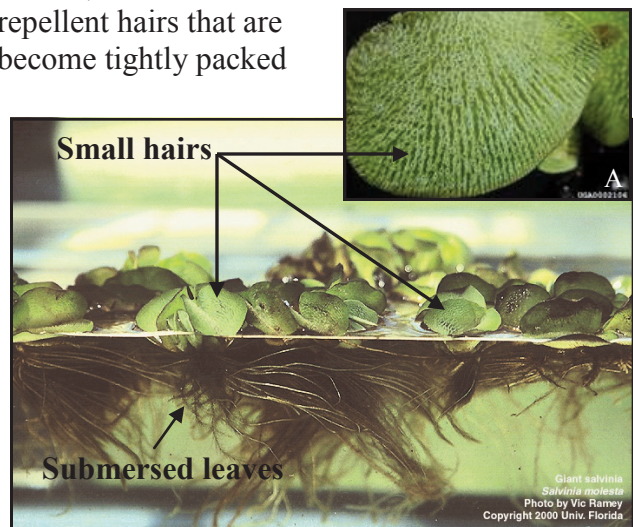 repellent hairs that are
become tightly packed
Small hairs
A
UGA0002106
Submersed leaves
Giant salvinia
Salvinia molesta
Photo by Vic Ramey
Copyright 2000 Univ. Florida